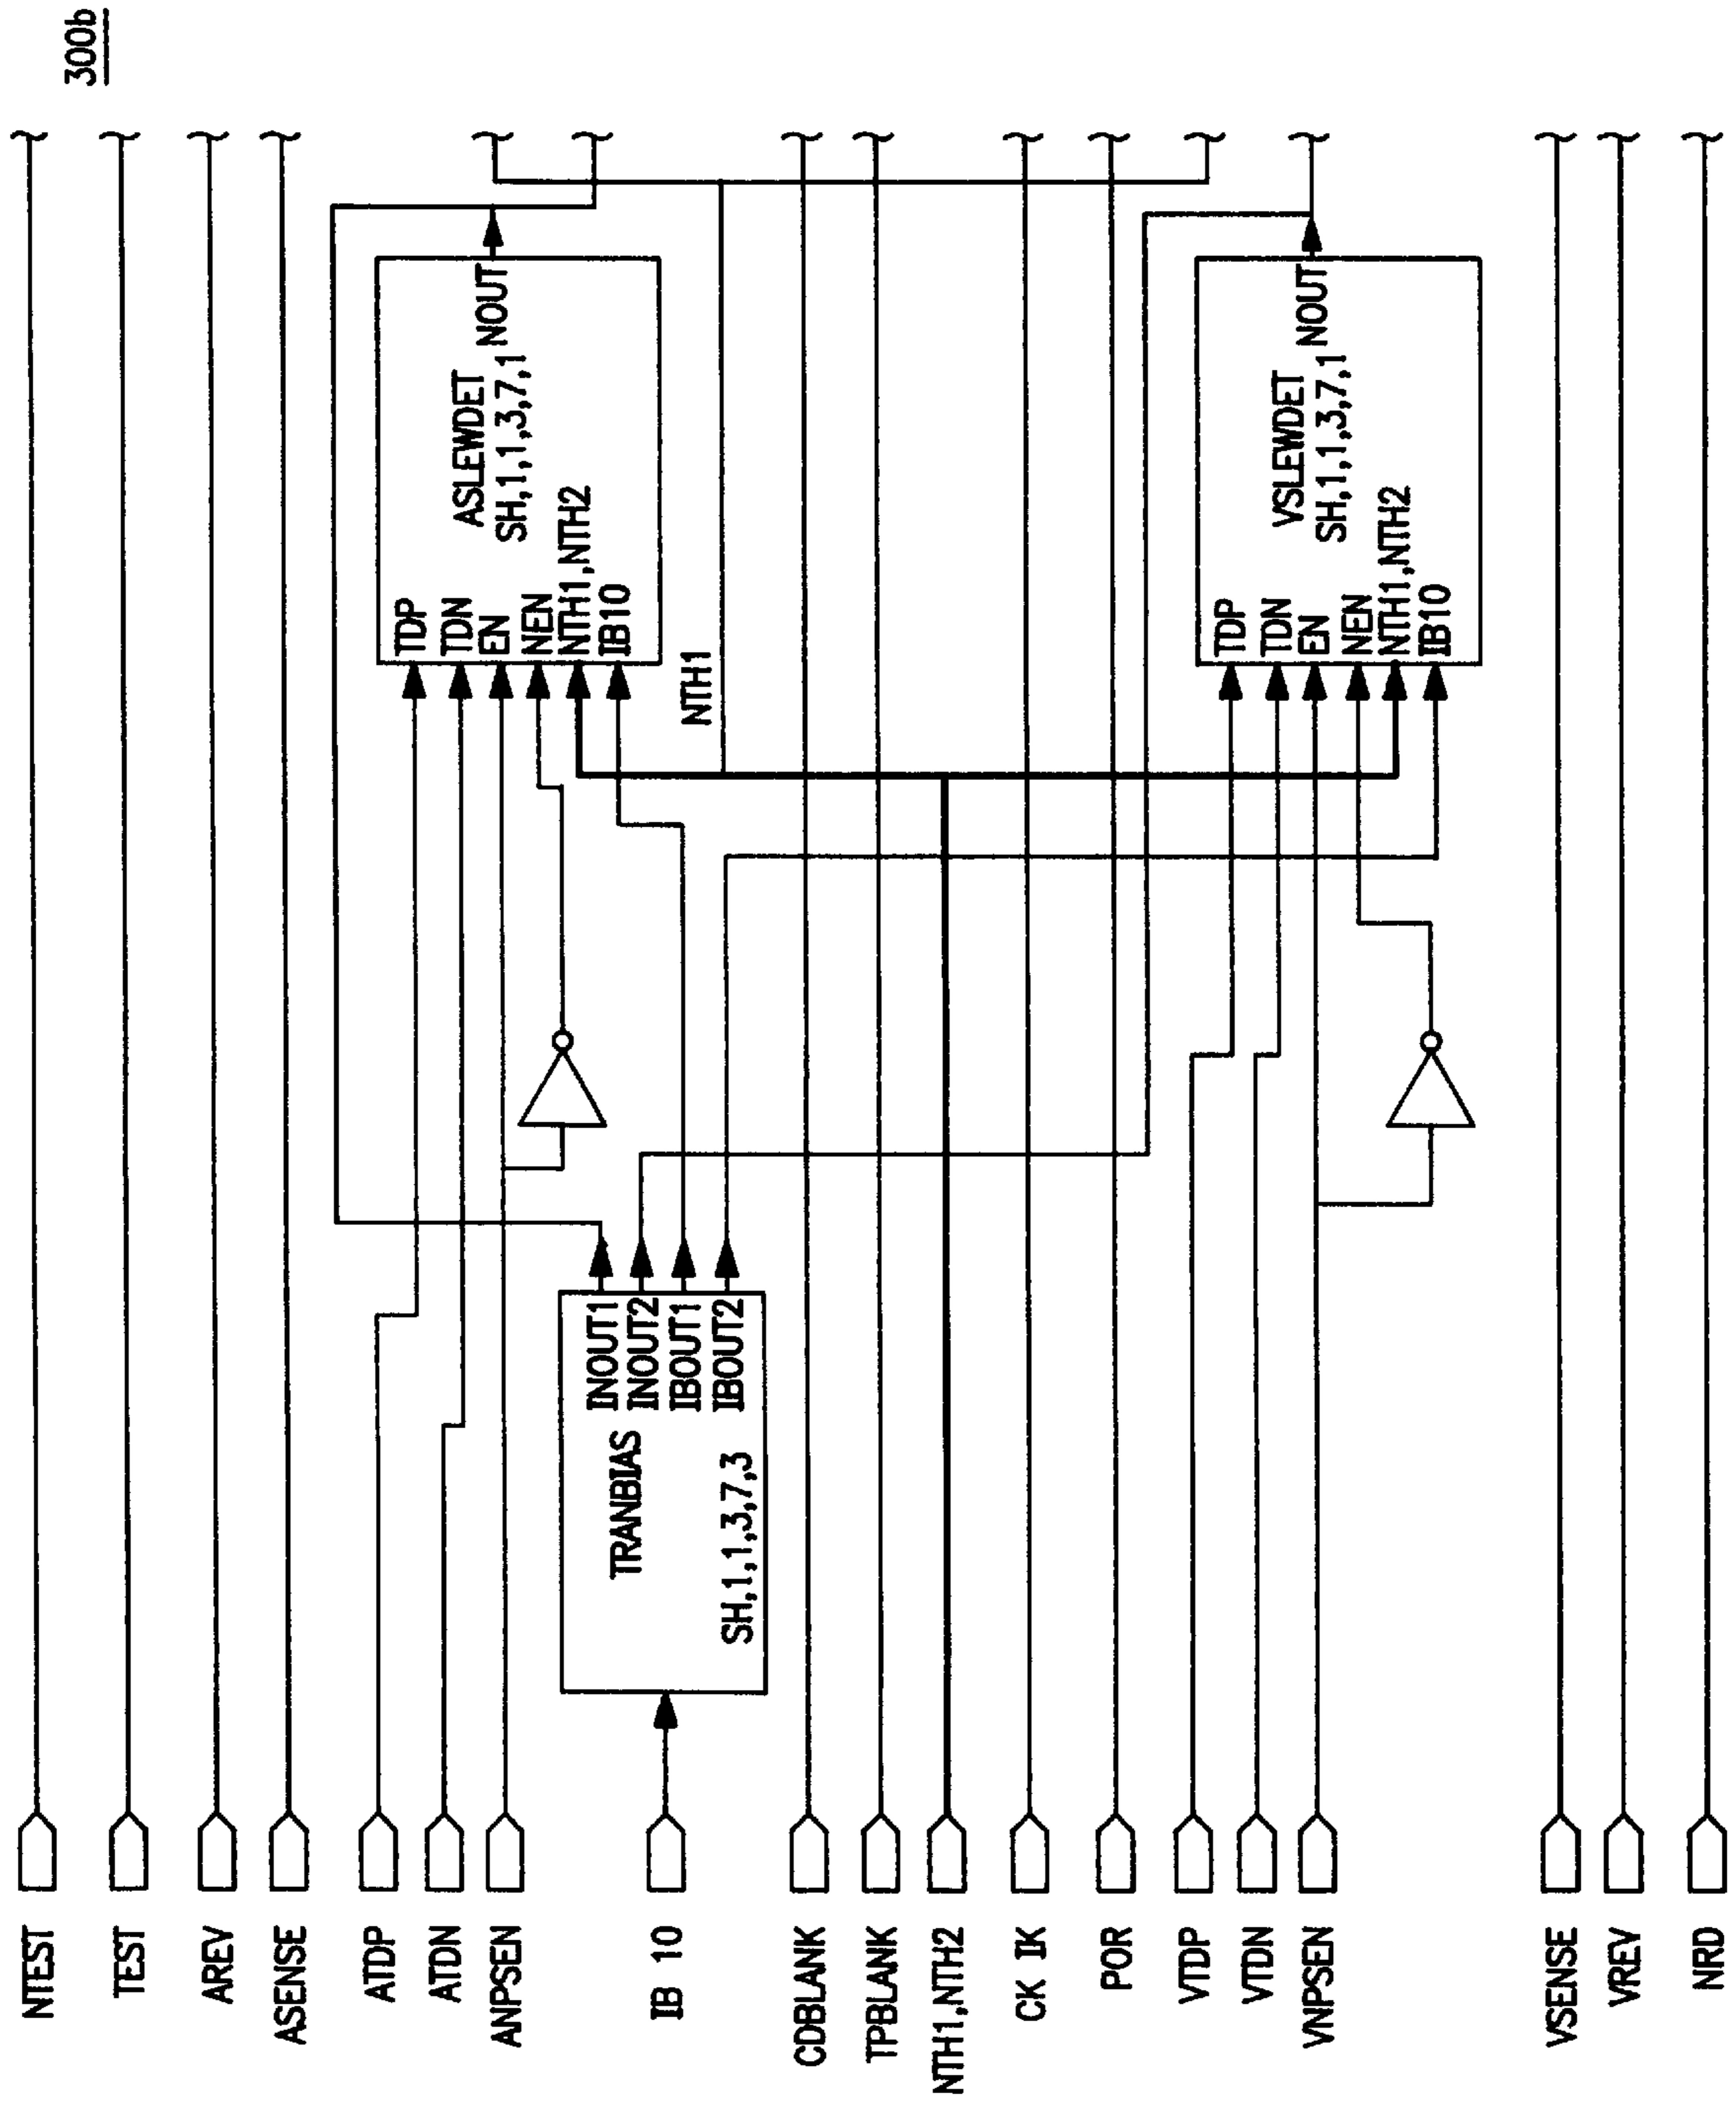 300b
NTEST
TEST
AREV
ASENSE
ATDP
ATDN
ANPSEN
IB 10
CDBLANK
TPBLANK
NTH1,NTH2
CK IK
POR
VTDP
VTDN
VNPSEN
VSENSE
VREV
NRD
TRANBIAS
SH,1,1,3,7,3
INOUT1
INOUT2
IBOUT1
IBOUT2
TDP
TDN
EN
NEN
NTH1,NTH2
IB10
ASLEWDET
SH,1,1,3,7,1
NOUT
NTH1
TDP
TDN
EN
NEN
NTH1,NTH2
IB10
VSLEWDET
SH,1,1,3,7,1
NOUT